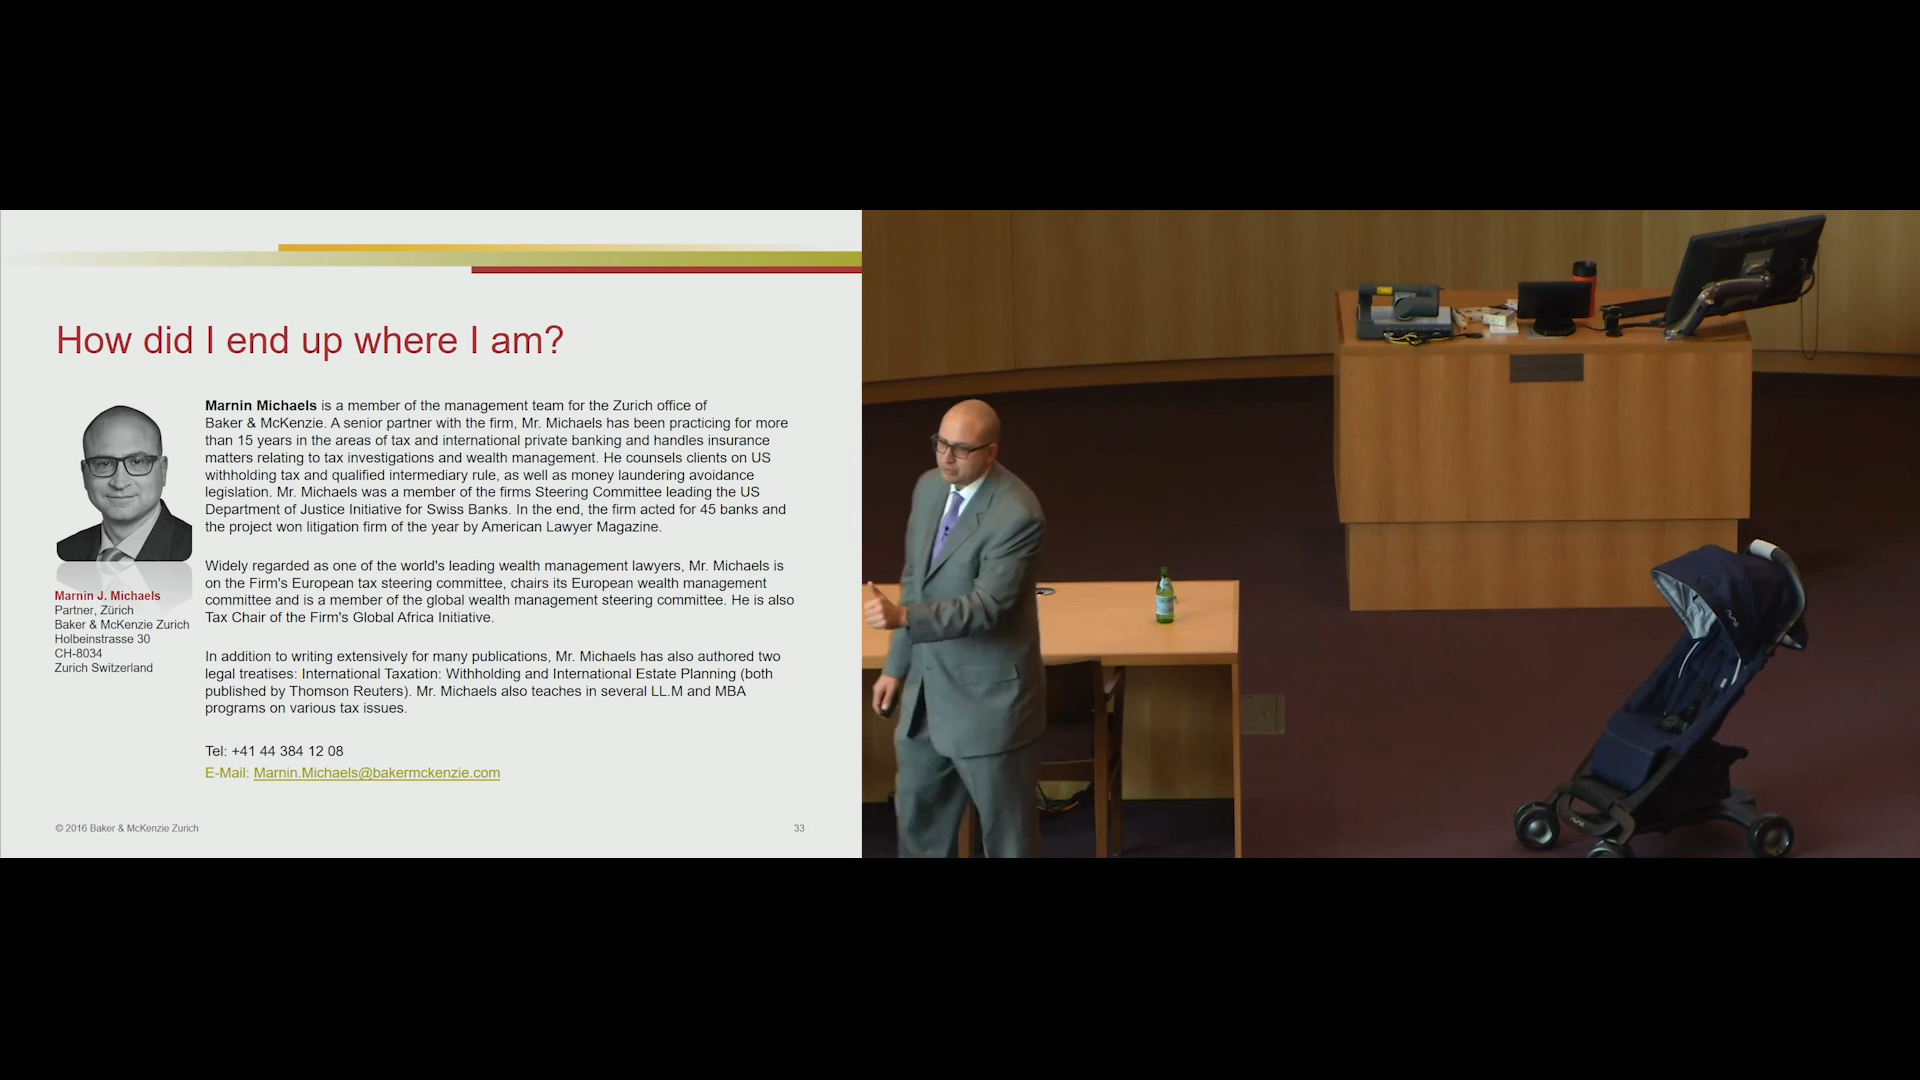 How did I end up where I am?
Marnin Michaels is a member of the management team for the Zurich office of
Baker & McKenzie. A senior partner with the firm, Mr. Michaels has been practicing for more
than 15 years in the areas of tax and international private banking and handles insurance
matters relating to tax investigations and wealth management. He counsels clients on US
withholding tax and qualified intermediary rule, as well as money laundering avoidance
legislation. Mr. Michaels was a member of the firms Steering Committee leading the US
Department of Justice Initiative for Swiss Banks. In the end, the firm acted for 45 banks and
the project won litigation firm of the year by American Lawyer Magazine.
Widely regarded as one of the world's leading wealth management lawyers, Mr. Michaels is
on the Firm's European tax steering committee, chairs its European wealth management
committee and is a member of the global wealth management steering committee. He is also
Tax Chair of the Firm's Global Africa Initiative.
In addition to writing extensively for many publications, Mr. Michaels has also authored two
legal treatises: International Taxation: Withholding and International Estate Planning (both
published by Thomson Reuters). Mr. Michaels also teaches in several LL.M and MBA
programs on various tax issues.
Tel: +41 44 384 12 08
E-Mail: Marnin.Michaels@bakermckenzie.com
Marnin J. Michaels
Partner, Zürich
Baker & McKenzie Zurich
Holbeinstrasse 30
CH-8034
Zurich Switzerland
© 2016 Baker & McKenzie Zurich
33
nuna
nuna